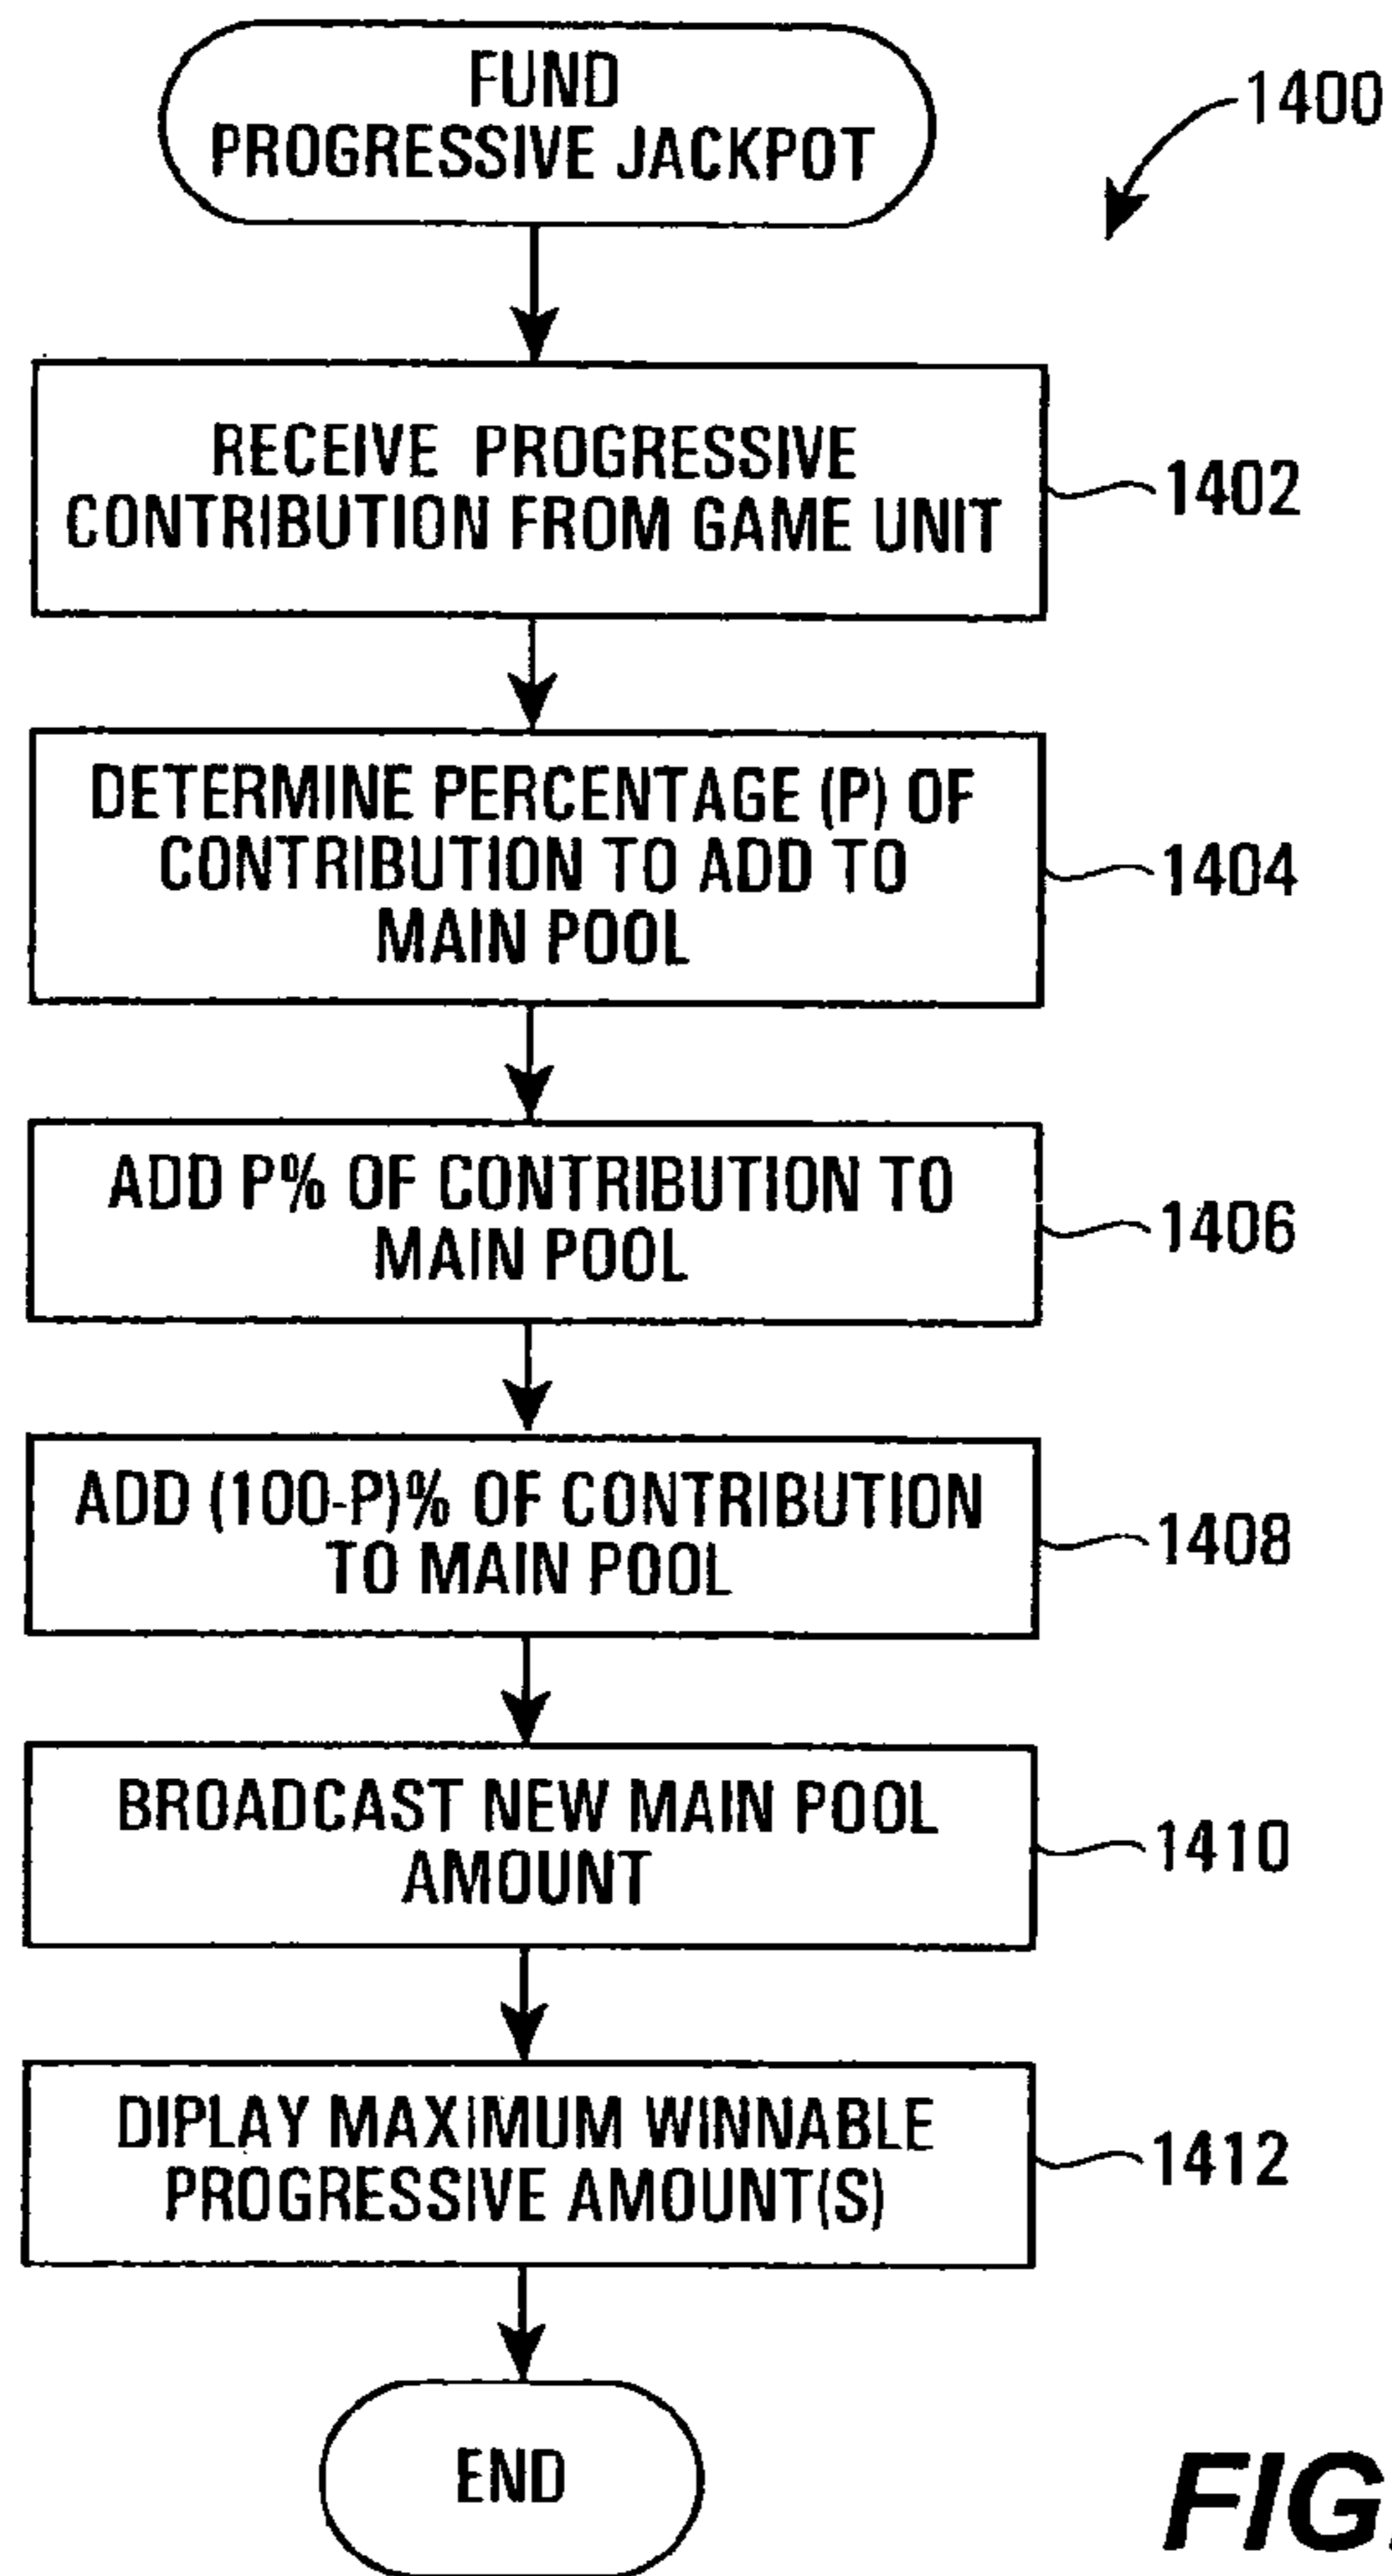 FUND
PROGRESSIVE JACKPOT
1400
RECEIVE PROGRESSIVE
CONTRIBUTION FROM GAME UNIT
1402
DETERMINE PERCENTAGE (P) OF
CONTRIBUTION TO ADD TO
MAIN POOL
1404
ADD P% OF CONTRIBUTION TO
MAIN POOL
1406
ADD (100-P)% OF CONTRIBUTION
TO MAIN POOL
1408
BROADCAST NEW MAIN POOL
AMOUNT
1410
DIPLAY MAXIMUM WINNABLE
PROGRESSIVE AMOUNT(S)
1412
END
FIG.